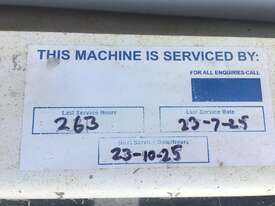 THIS MACHINE IS SERVICED BY:
FOR ALL ENQUIRIES CALL
Last Service Hours
263
Last Service Date
23-7-25
Next Service Date/Hours
23-10-25